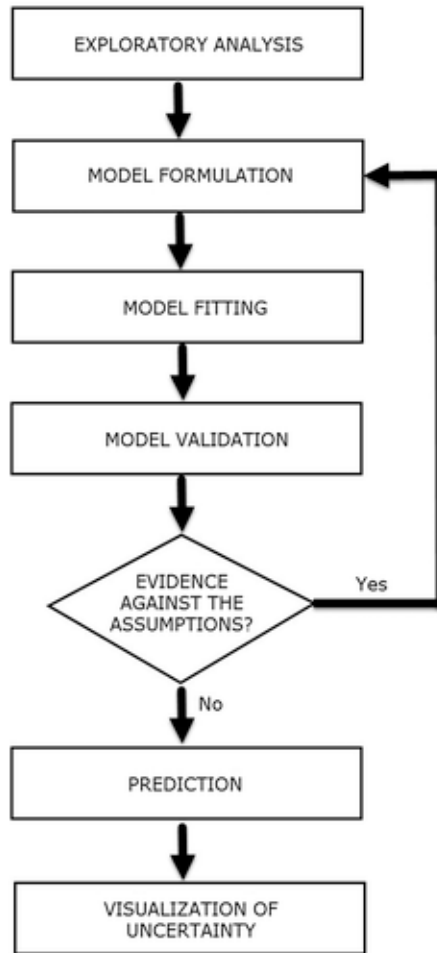 EXPLORATORY ANALYSIS
MODEL FORMULATION
MODEL FITTING
MODEL VALIDATION
EVIDENCE
AGAINST THE
ASSUMPTIONS?
Yes
No
PREDICTION
VISUALIZATION OF
UNCERTAINTY